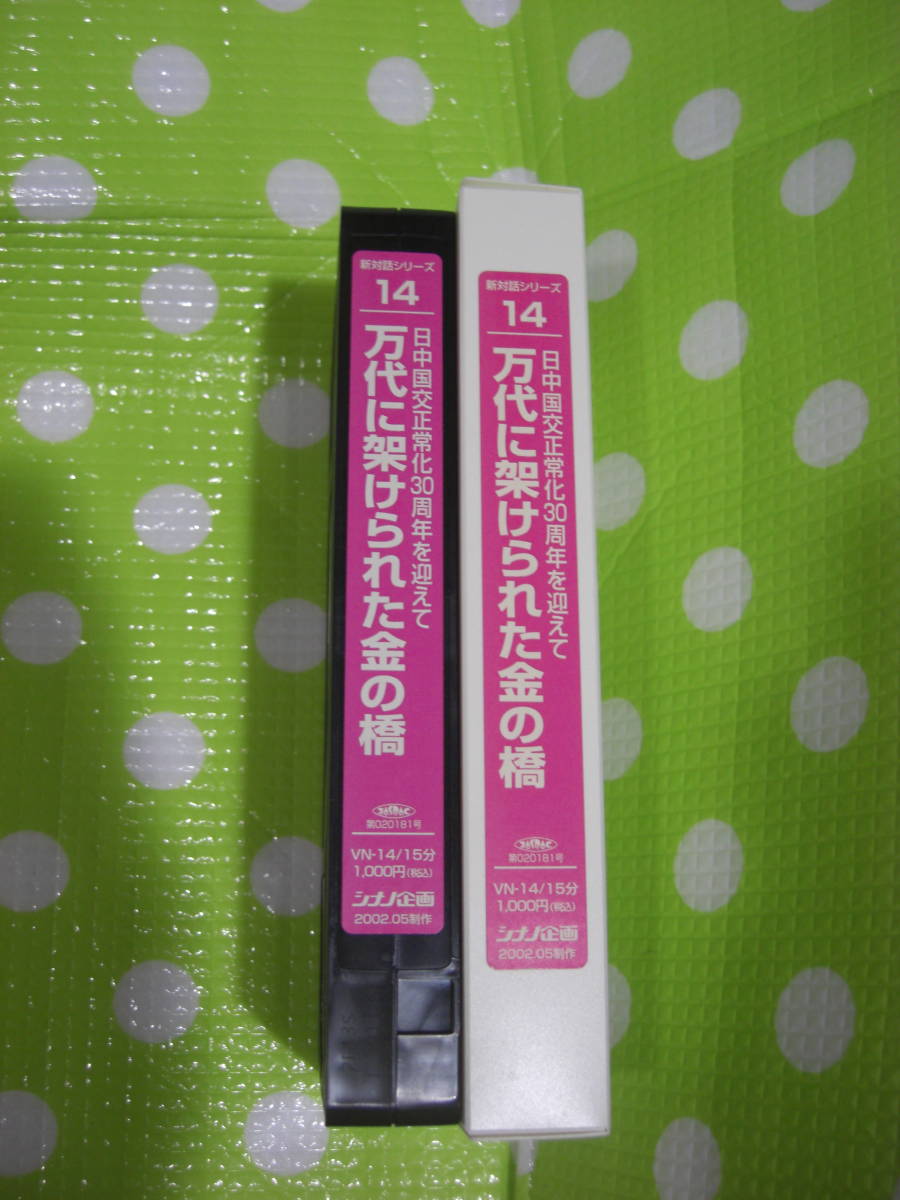 新対話シリーズ
14
日中国交正常化30周年を迎えて
万代に架けられた金の橋
第020181号
VN-14/15分
1,000円(税込)
シナノ企画
2002.05制作
新対話シリーズ
14
日中国交正常化30周年を迎えて
万代に架けられた金の橋
第020181号
VN-14/15分
1,000円(税込)
シナノ企画
2002.05制作